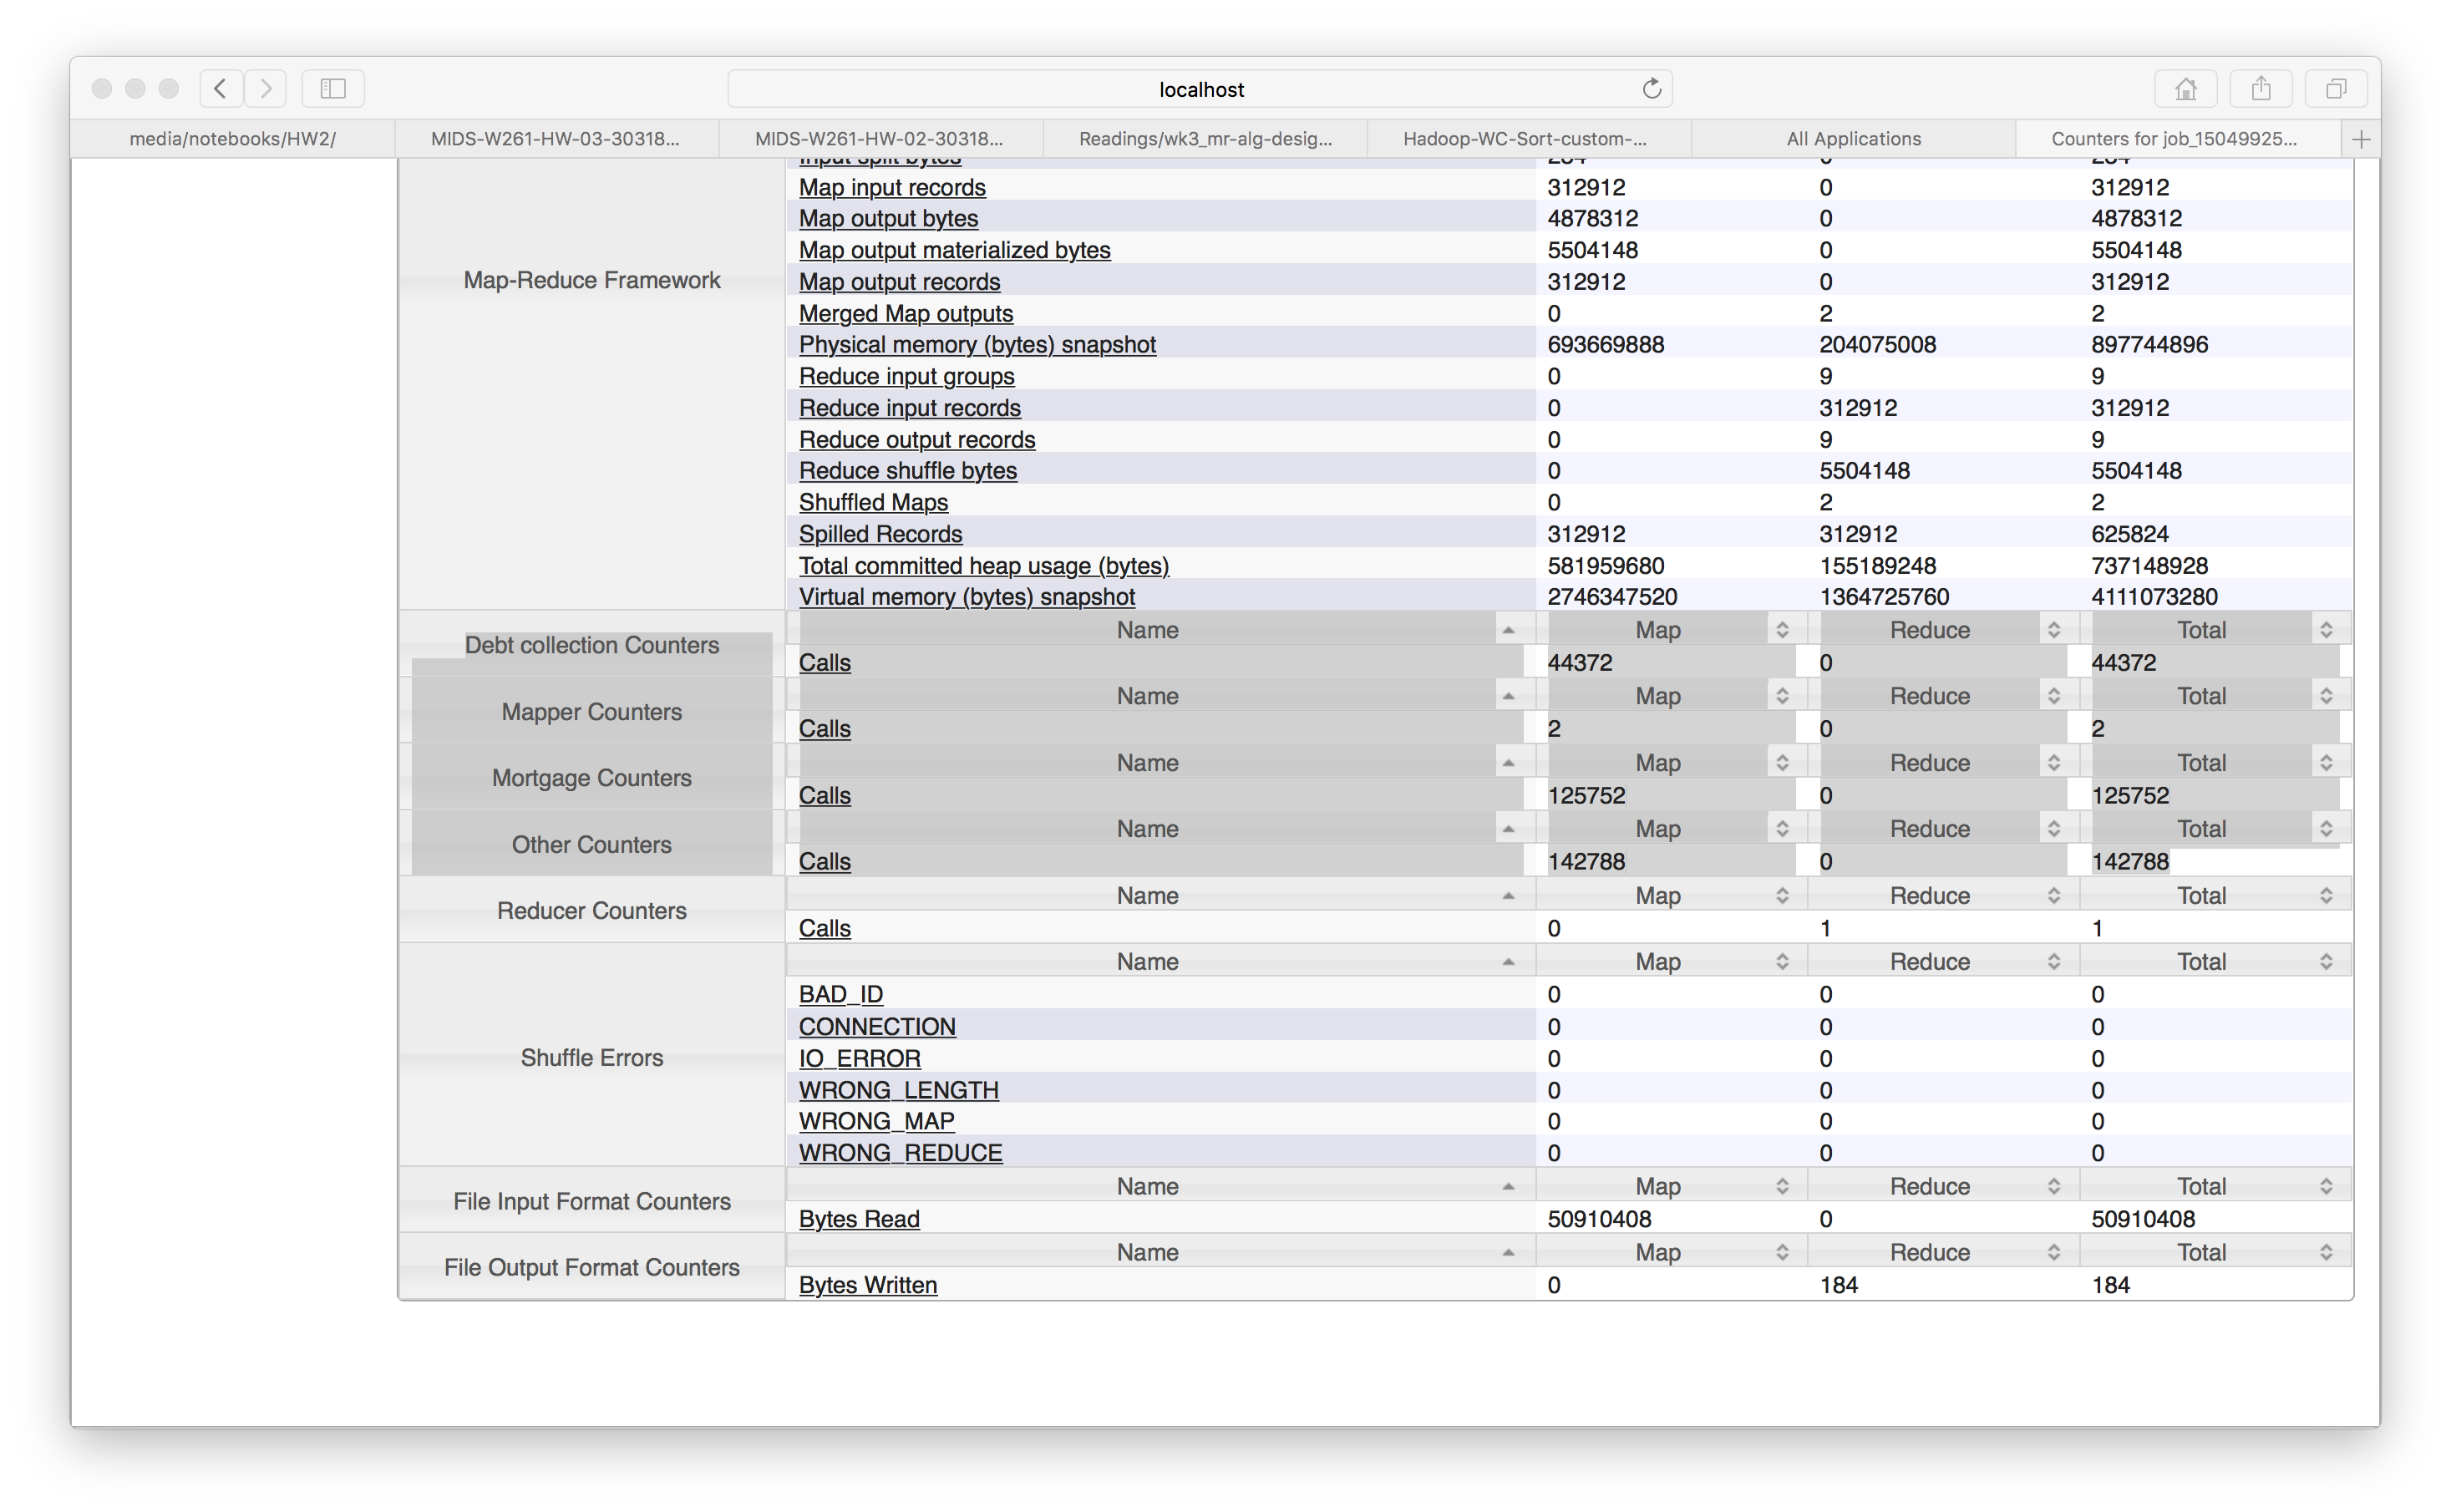 localhost
media/notebooks/HW2/ MIDS-W261-HW-03-30318... MIDS-W261-HW-02-30318... Readings/wk3_mr-alg-desig... Hadoop-WC-Sort-custom-... All Applications Counters for job_15049925...
Map-Reduce Framework
Input split bytes 284 0 284
Map input records 312912 0 312912
Map output bytes 4878312 0 4878312
Map output materialized bytes 5504148 0 5504148
Map output records 312912 0 312912
Merged Map outputs 0 2 2
Physical memory (bytes) snapshot 693669888 204075008 897744896
Reduce input groups 0 9 9
Reduce input records 0 312912 312912
Reduce output records 0 9 9
Reduce shuffle bytes 0 5504148 5504148
Shuffled Maps 0 2 2
Spilled Records 312912 312912 625824
Total committed heap usage (bytes) 581959680 155189248 737148928
Virtual memory (bytes) snapshot 2746347520 1364725760 4111073280
Debt collection Counters
Name Map Reduce Total
Calls 44372 0 44372
Mapper Counters
Name Map Reduce Total
Calls 2 0 2
Mortgage Counters
Name Map Reduce Total
Calls 125752 0 125752
Other Counters
Name Map Reduce Total
Calls 142788 0 142788
Reducer Counters
Name Map Reduce Total
Calls 0 1 1
Shuffle Errors
Name Map Reduce Total
BAD_ID 0 0 0
CONNECTION 0 0 0
IO_ERROR 0 0 0
WRONG_LENGTH 0 0 0
WRONG_MAP 0 0 0
WRONG_REDUCE 0 0 0
File Input Format Counters
Name Map Reduce Total
Bytes Read 50910408 0 50910408
File Output Format Counters
Name Map Reduce Total
Bytes Written 0 184 184